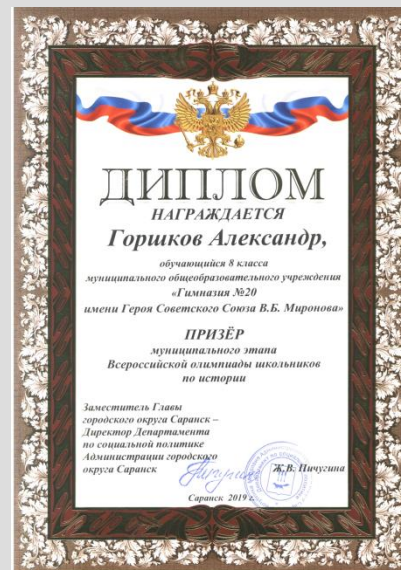 ДИПЛОМ
НАГРАЖДАЕТСЯ
Горшков Александр,
обучающийся 8 класса
муниципального общеобразовательного учреждения
«Гимназия №20
имени Героя Советского Союза В.Б. Миронова»
ПРИЗЁР
муниципального этапа
Всероссийской олимпиады школьников
по истории
Заместитель Главы
городского округа Саранск –
Директор Департамента
по социальной политике
Администрации городского
округа Саранск Ж.В. Пичугина
Саранск 2019 г.